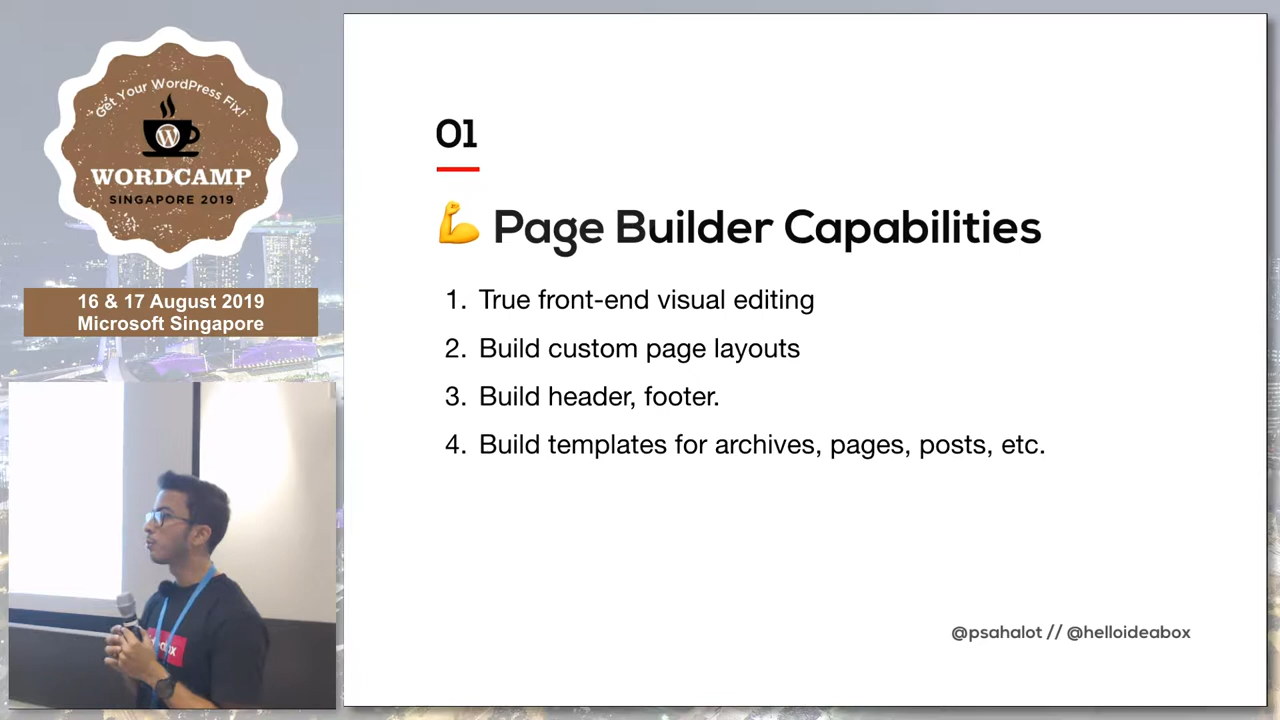 Get Your WordPress Fix!
WORDCAMP
SINGAPORE 2019
16 & 17 August 2019
Microsoft Singapore
01
💪 Page Builder Capabilities
1. True front-end visual editing
2. Build custom page layouts
3. Build header, footer.
4. Build templates for archives, pages, posts, etc.
@psahalot // @helloideabox